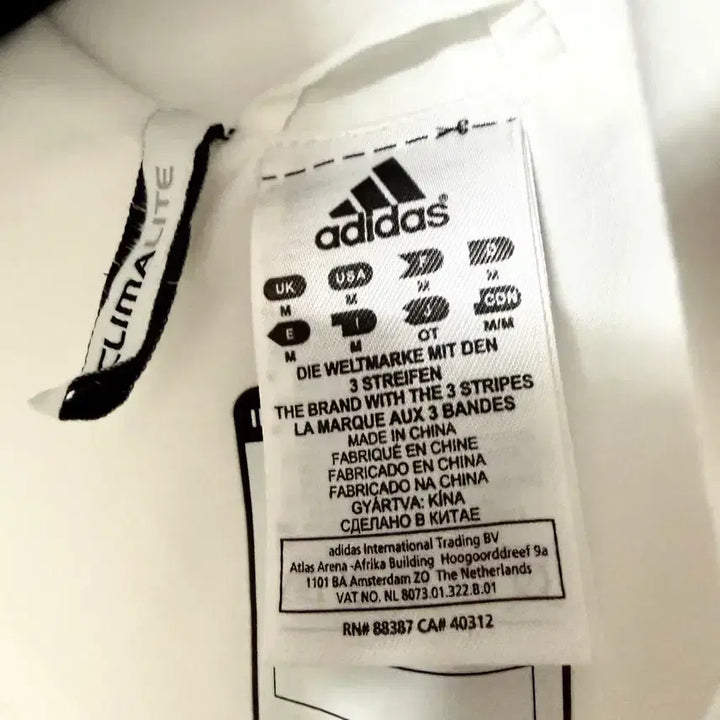 CLIMALITE
adidas®
UK USA F D
M M M M
E I J CDN
M M OT M/M
DIE WELTMARKE MIT DEN
3 STREIFEN
THE BRAND WITH THE 3 STRIPES
LA MARQUE AUX 3 BANDES
MADE IN CHINA
FABRIQUÉ EN CHINE
FABRICADO EN CHINA
FABRICADO NA CHINA
GYÁRTVA: KÍNA
СДЕЛАНО В КИТАЕ
adidas International Trading BV
Atlas Arena -Afrika Building Hoogoorddreef 9a
1101 BA Amsterdam ZO The Netherlands
VAT NO. NL 8073.01.322.B.01
RN# 88387 CA# 40312